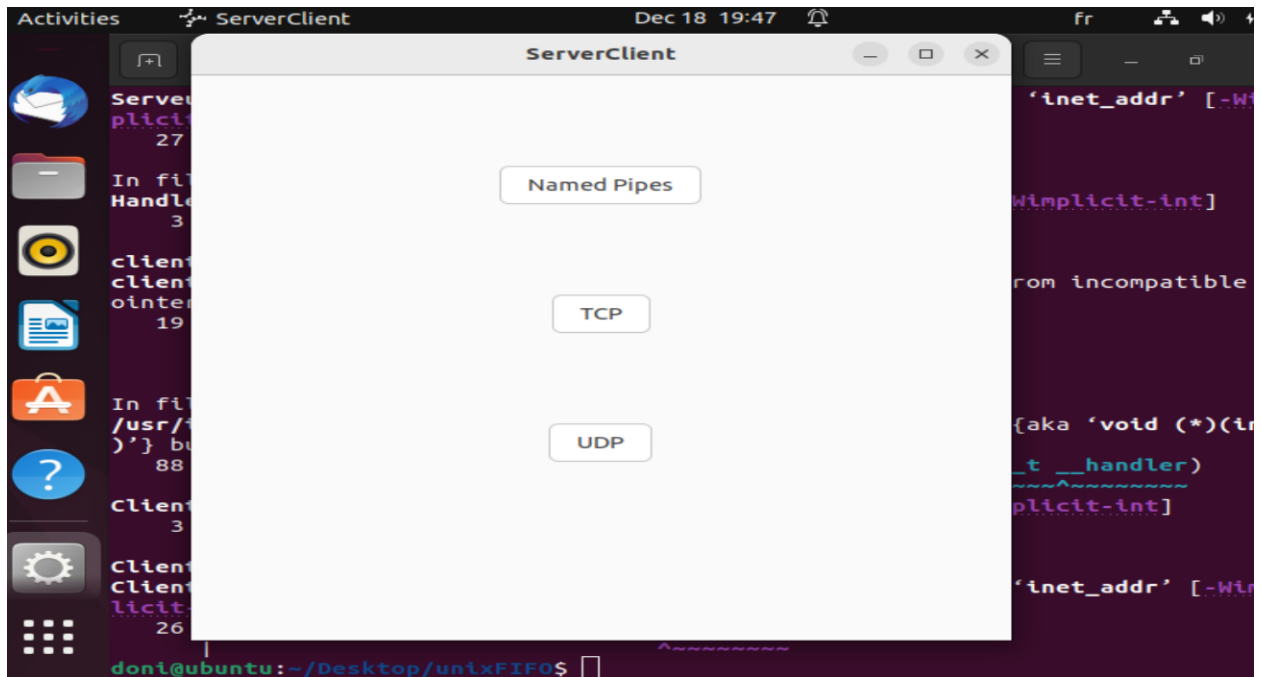 Activities ServerClient Dec 18 19:47 fr
ServerClient
‘inet_addr’ [-Wi
plicit
27
Named Pipes
In fil
Handle Wimplicit-int]
3
client
client rom incompatible
ointer
19
TCP
In fil
/usr/i {aka ‘void (*)(in
)’} bu
UDP
88 _t __handler)
~~~^~~~~~~~~~
Client plicit-int]
3
Client
Client ‘inet_addr’ [-Wim
licit-
26
|
^~~~~~~~~~
doni@ubuntu:~/Desktop/unixFIFO$